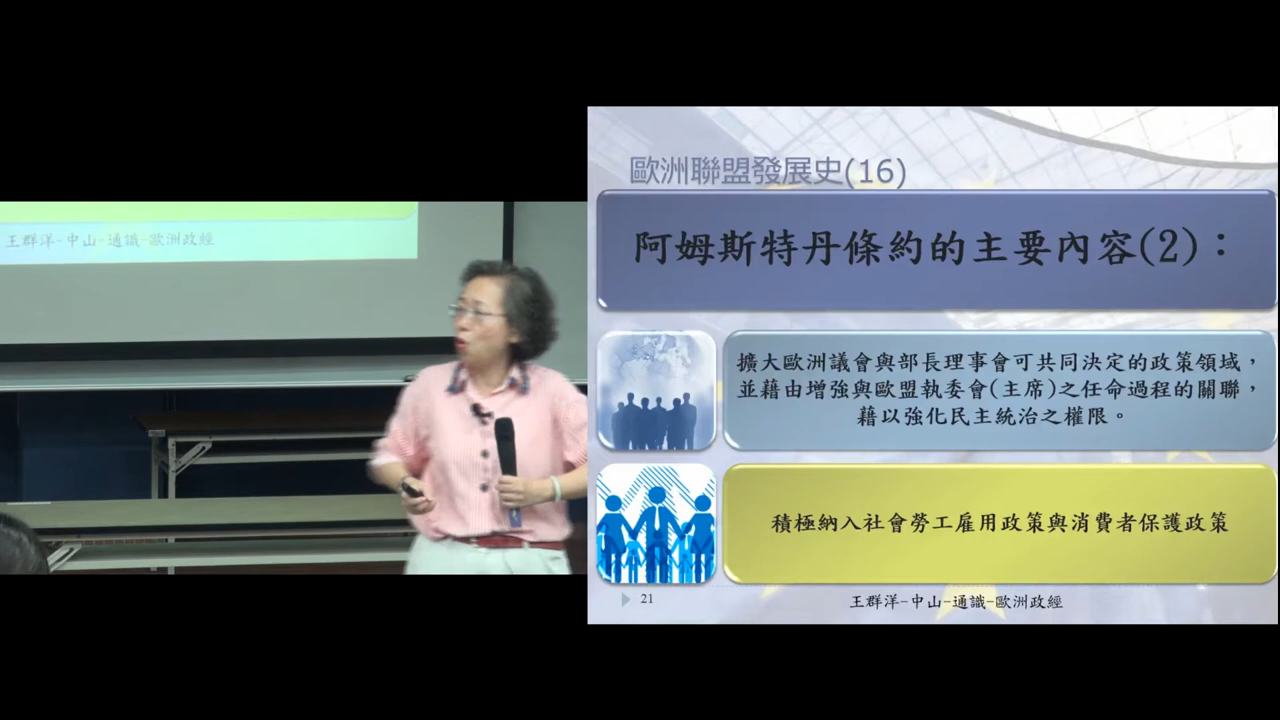 王群洋-中山-通識-歐洲政經
歐洲聯盟發展史(16)
阿姆斯特丹條約的主要內容(2)：
擴大歐洲議會與部長理事會可共同決定的政策領域，
並藉由增強與歐盟執委會(主席)之任命過程的關聯，
藉以強化民主統治之權限。
積極納入社會勞工雇用政策與消費者保護政策
21
王群洋-中山-通識-歐洲政經